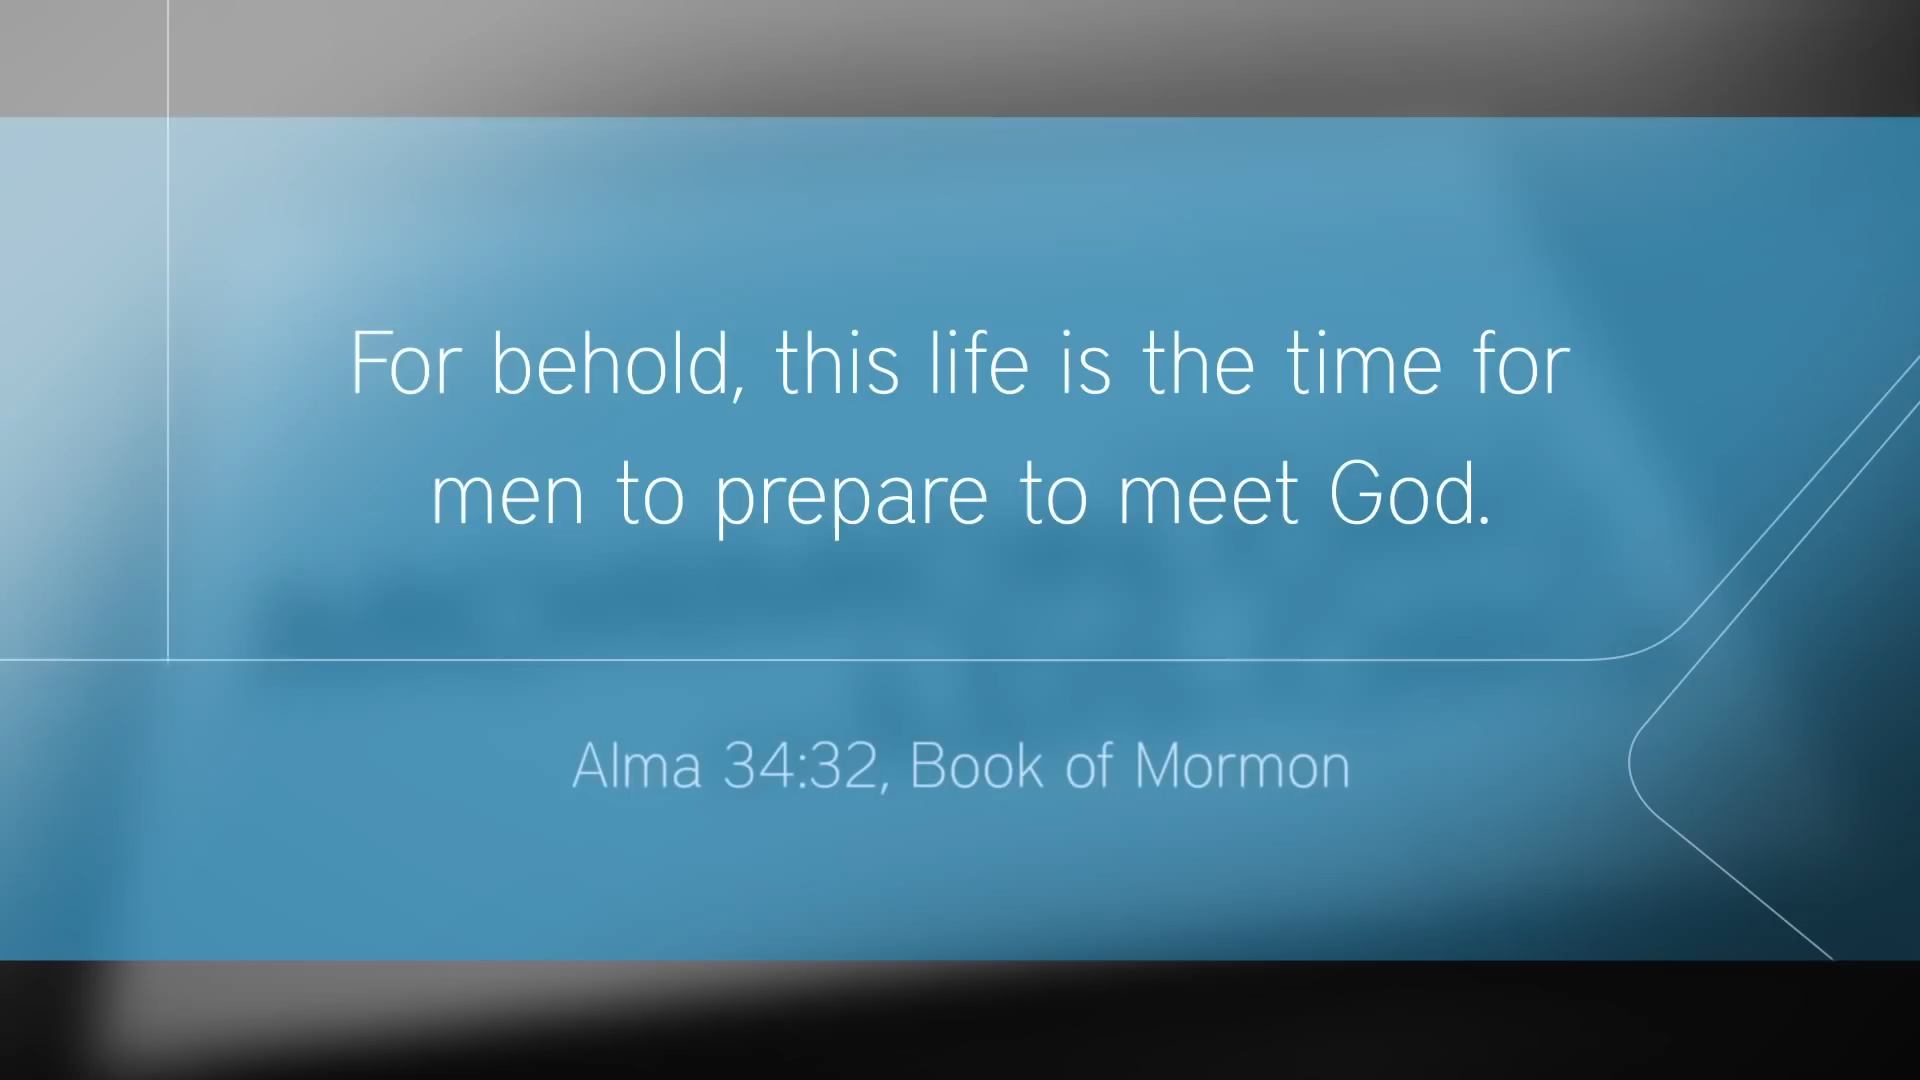 For behold, this life is the time for
men to prepare to meet God.
Alma 34:32, Book of Mormon